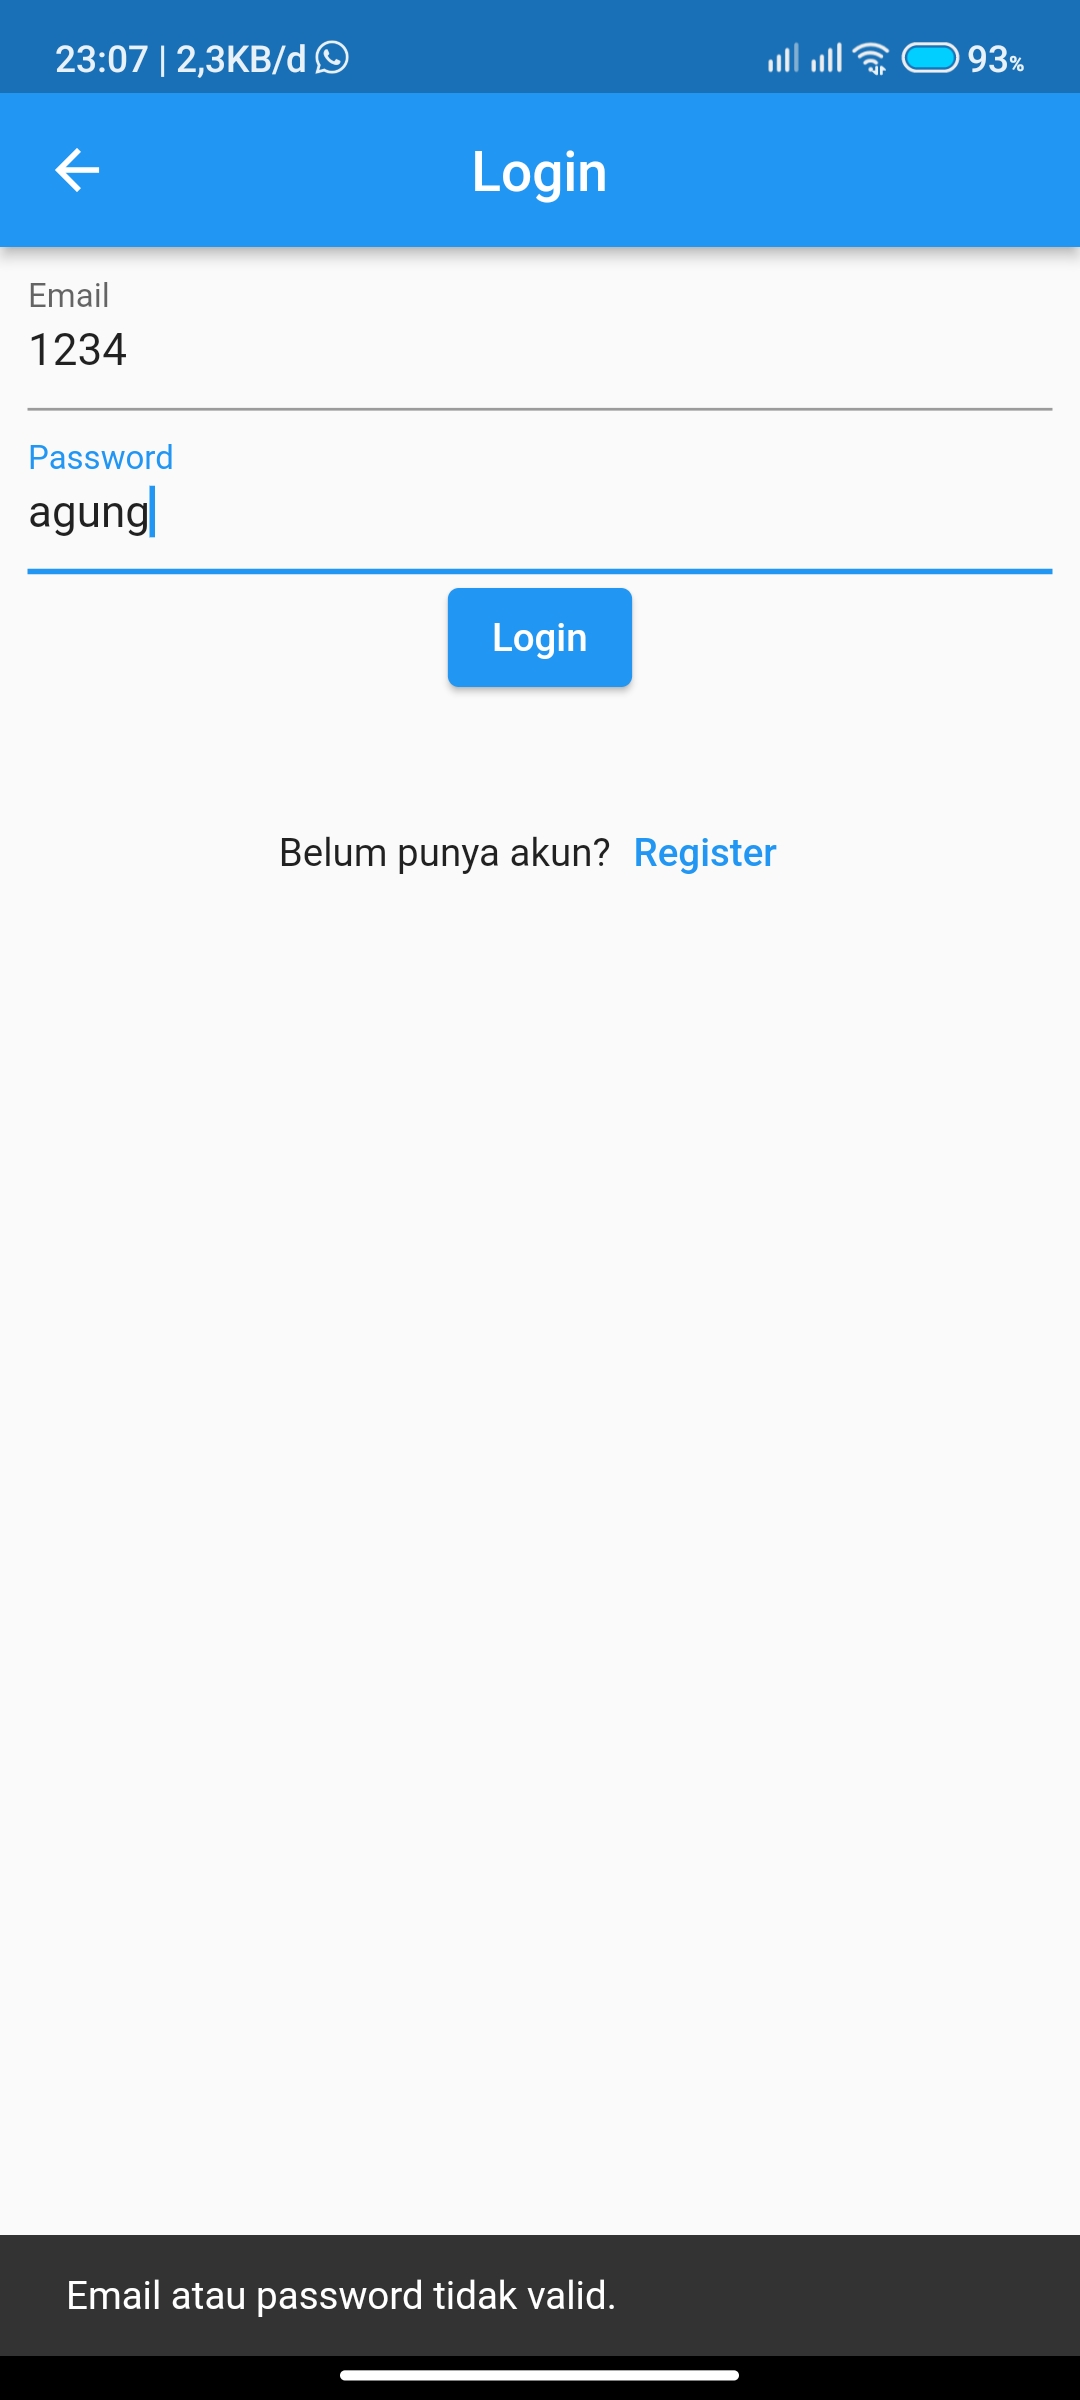 23:07 | 2,3KB/d 93%
Login
Email
1234
Password
agung
Login
Belum punya akun? Register
Email atau password tidak valid.